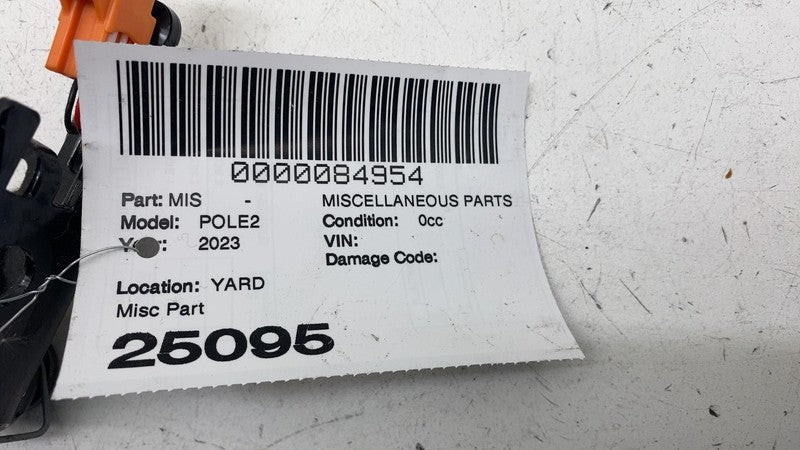 0000084954
Part: MIS - MISCELLANEOUS PARTS
Model: POLE2 Condition: 0cc
2023 VIN:
Damage Code:
Location: YARD
Misc Part
25095